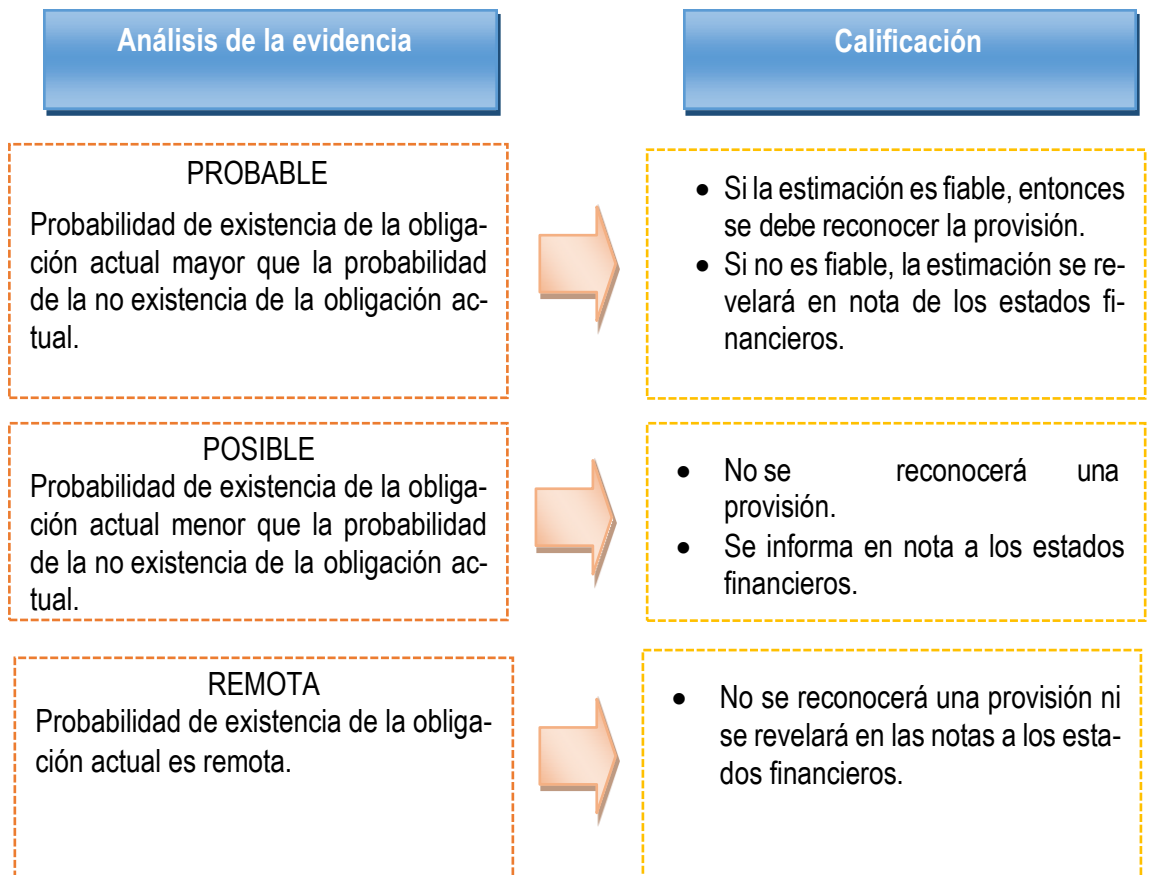 Análisis de la evidencia
Calificación
PROBABLE
Probabilidad de existencia de la obliga-
ción actual mayor que la probabilidad
de la no existencia de la obligación ac-
tual.
• Si la estimación es fiable, entonces
se debe reconocer la provisión.
• Si no es fiable, la estimación se re-
velará en nota de los estados fi-
nancieros.
POSIBLE
Probabilidad de existencia de la obliga-
ción actual menor que la probabilidad
de la no existencia de la obligación ac-
tual.
• No se reconocerá una
provisión.
• Se informa en nota a los estados
financieros.
REMOTA
Probabilidad de existencia de la obliga-
ción actual es remota.
• No se reconocerá una provisión ni
se revelará en las notas a los esta-
dos financieros.